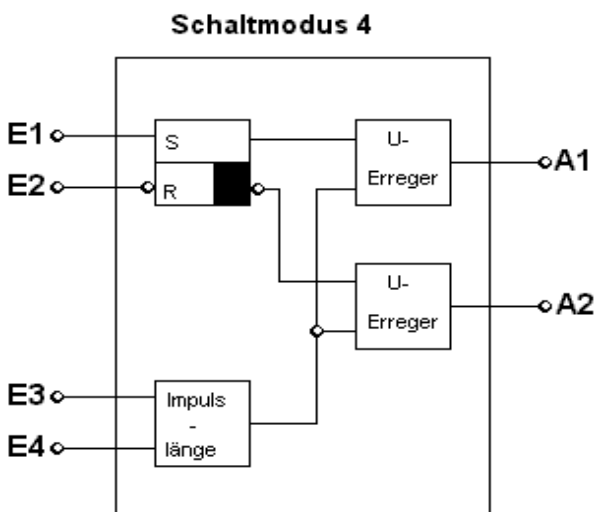 Schaltmodus 4
E1
S
U-
Erreger
A1
E2
R
U-
Erreger
A2
E3
Impuls
-
länge
E4